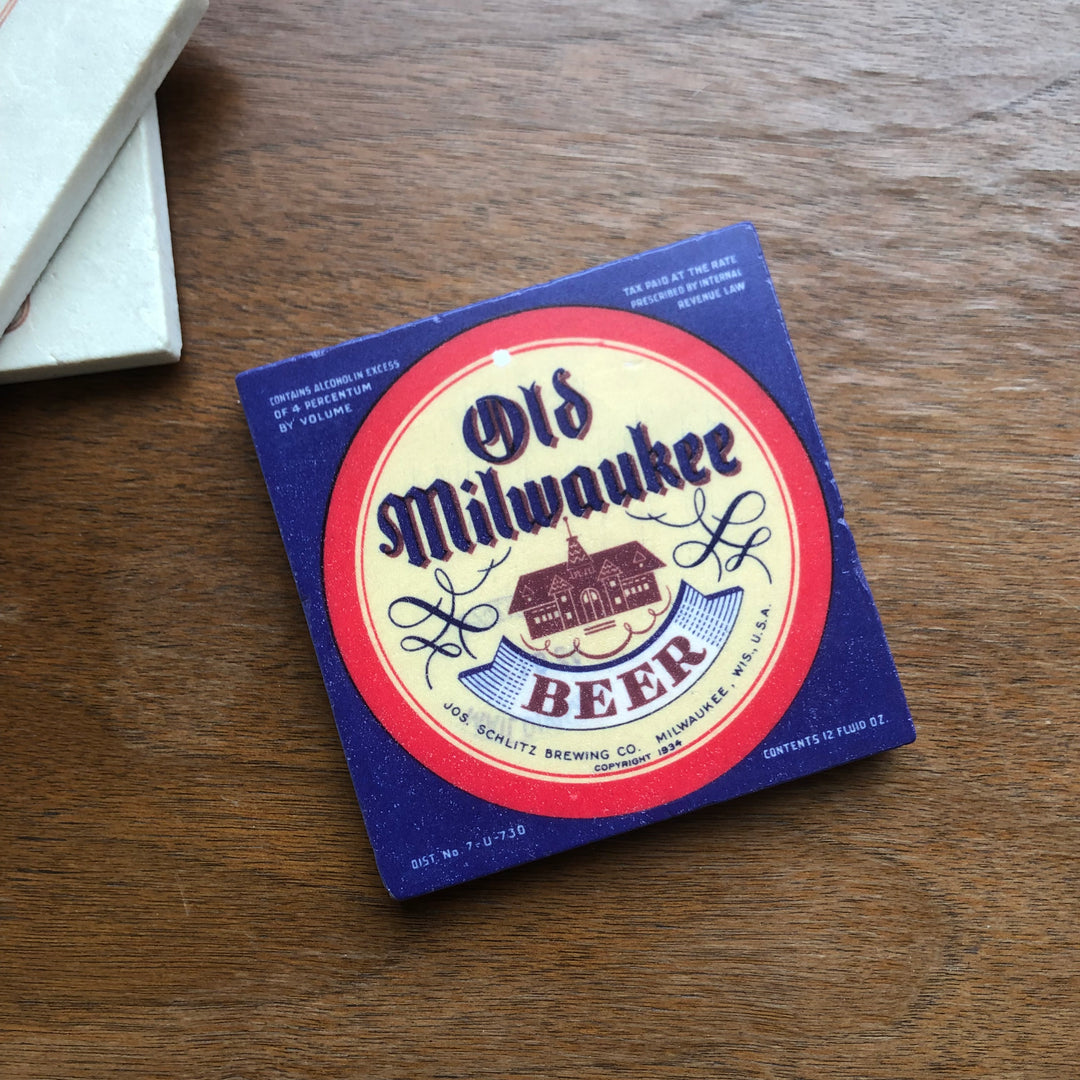 TAX PAID AT THE RATE
PRESCRIBED BY INTERNAL
REVENUE LAW
CONTAINS ALCOHOL IN EXCESS
OF 4 PERCENTUM
BY VOLUME
Old
Milwaukee
BEER
JOS. SCHLITZ BREWING CO. MILWAUKEE, WIS., U.S.A.
COPYRIGHT 1934
CONTENTS 12 FLUID OZ.
DIST. No. 7-U-730